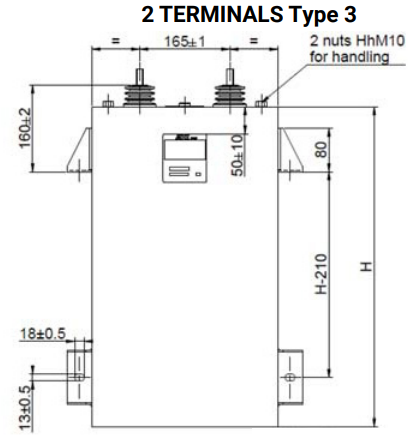 2 TERMINALS Type 3
=
165±1
=
2 nuts HhM10
for handling
160±2
50±10
80
H-210
H
18±0.5
13±0.5